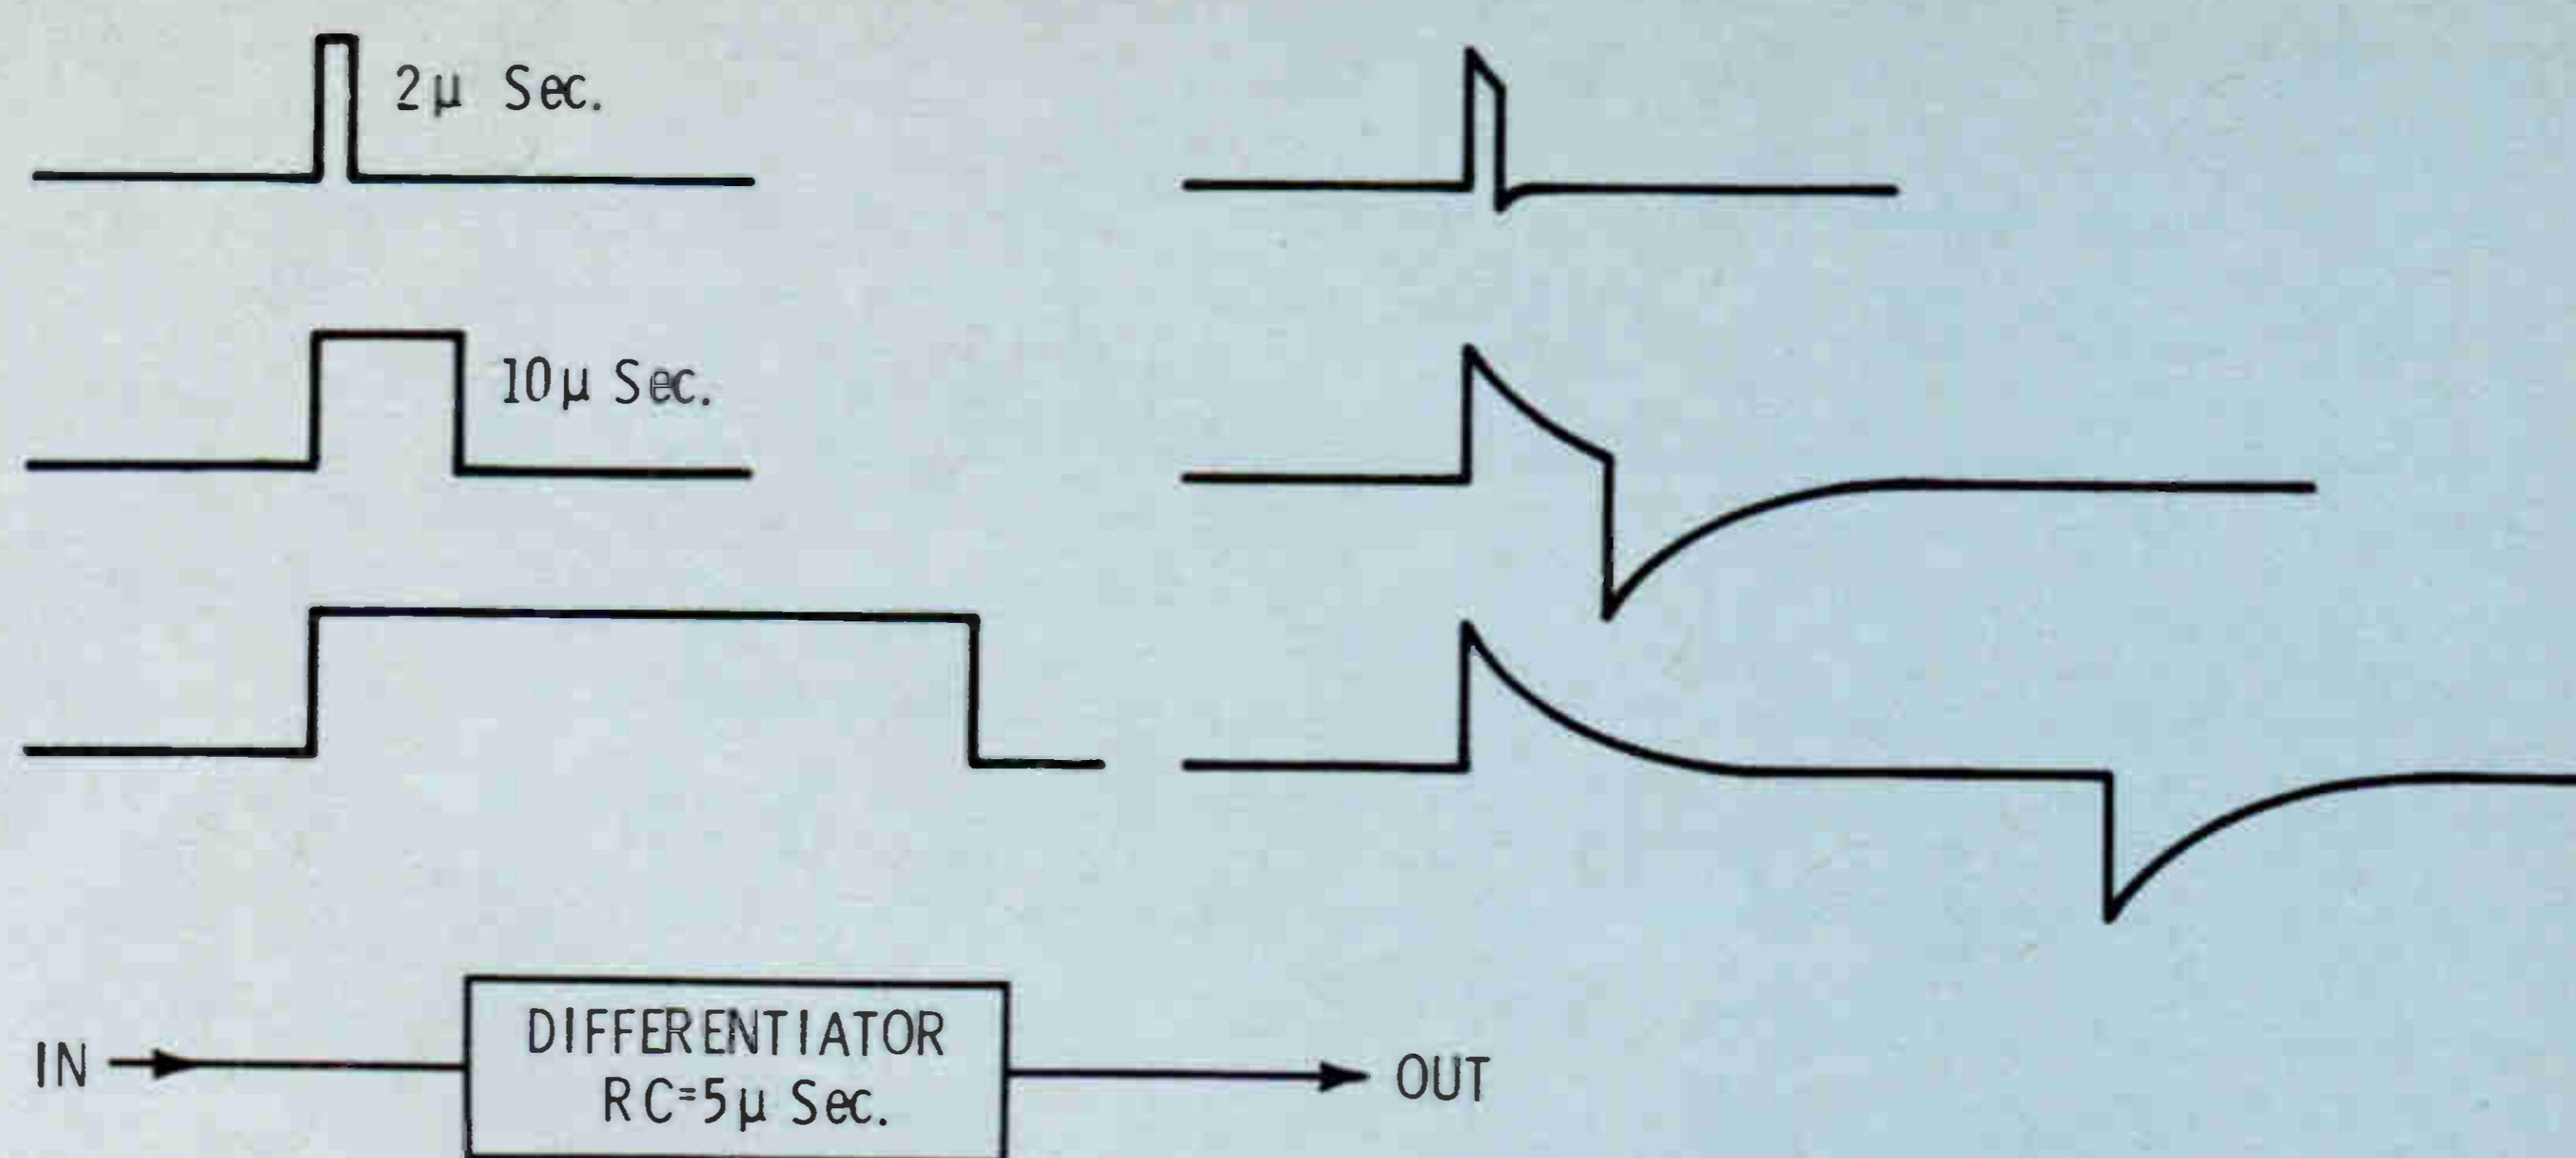 2μ Sec.
10μ Sec.
IN
DIFFERENTIATOR
RC=5μ Sec.
OUT